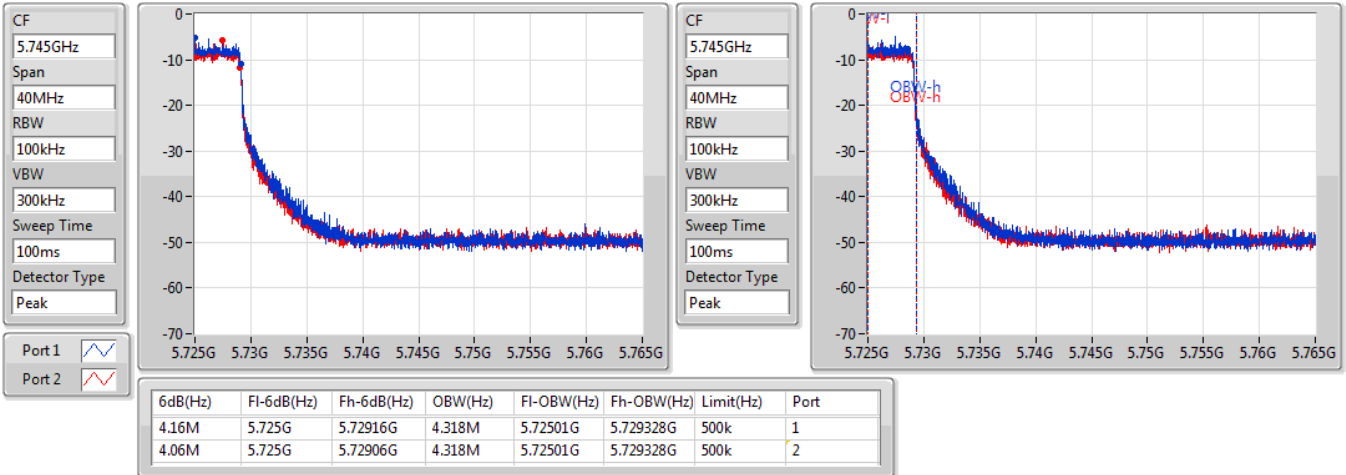 CF
5.745GHz
Span
40MHz
RBW
100kHz
VBW
300kHz
Sweep Time
100ms
Detector Type
Peak
Port 1
Port 2
0
-10
-20
-30
-40
-50
-60
-70
5.725G 5.73G 5.735G 5.74G 5.745G 5.75G 5.755G 5.76G 5.765G
CF
5.745GHz
Span
40MHz
RBW
100kHz
VBW
300kHz
Sweep Time
100ms
Detector Type
Peak
0
-10
-20
-30
-40
-50
-60
-70
OBW-h
OBW-h
5.725G 5.73G 5.735G 5.74G 5.745G 5.75G 5.755G 5.76G 5.765G
6dB(Hz) Fl-6dB(Hz) Fh-6dB(Hz) OBW(Hz) Fl-OBW(Hz) Fh-OBW(Hz) Limit(Hz) Port
4.16M 5.725G 5.72916G 4.318M 5.72501G 5.729328G 500k 1
4.06M 5.725G 5.72906G 4.318M 5.72501G 5.729328G 500k 2